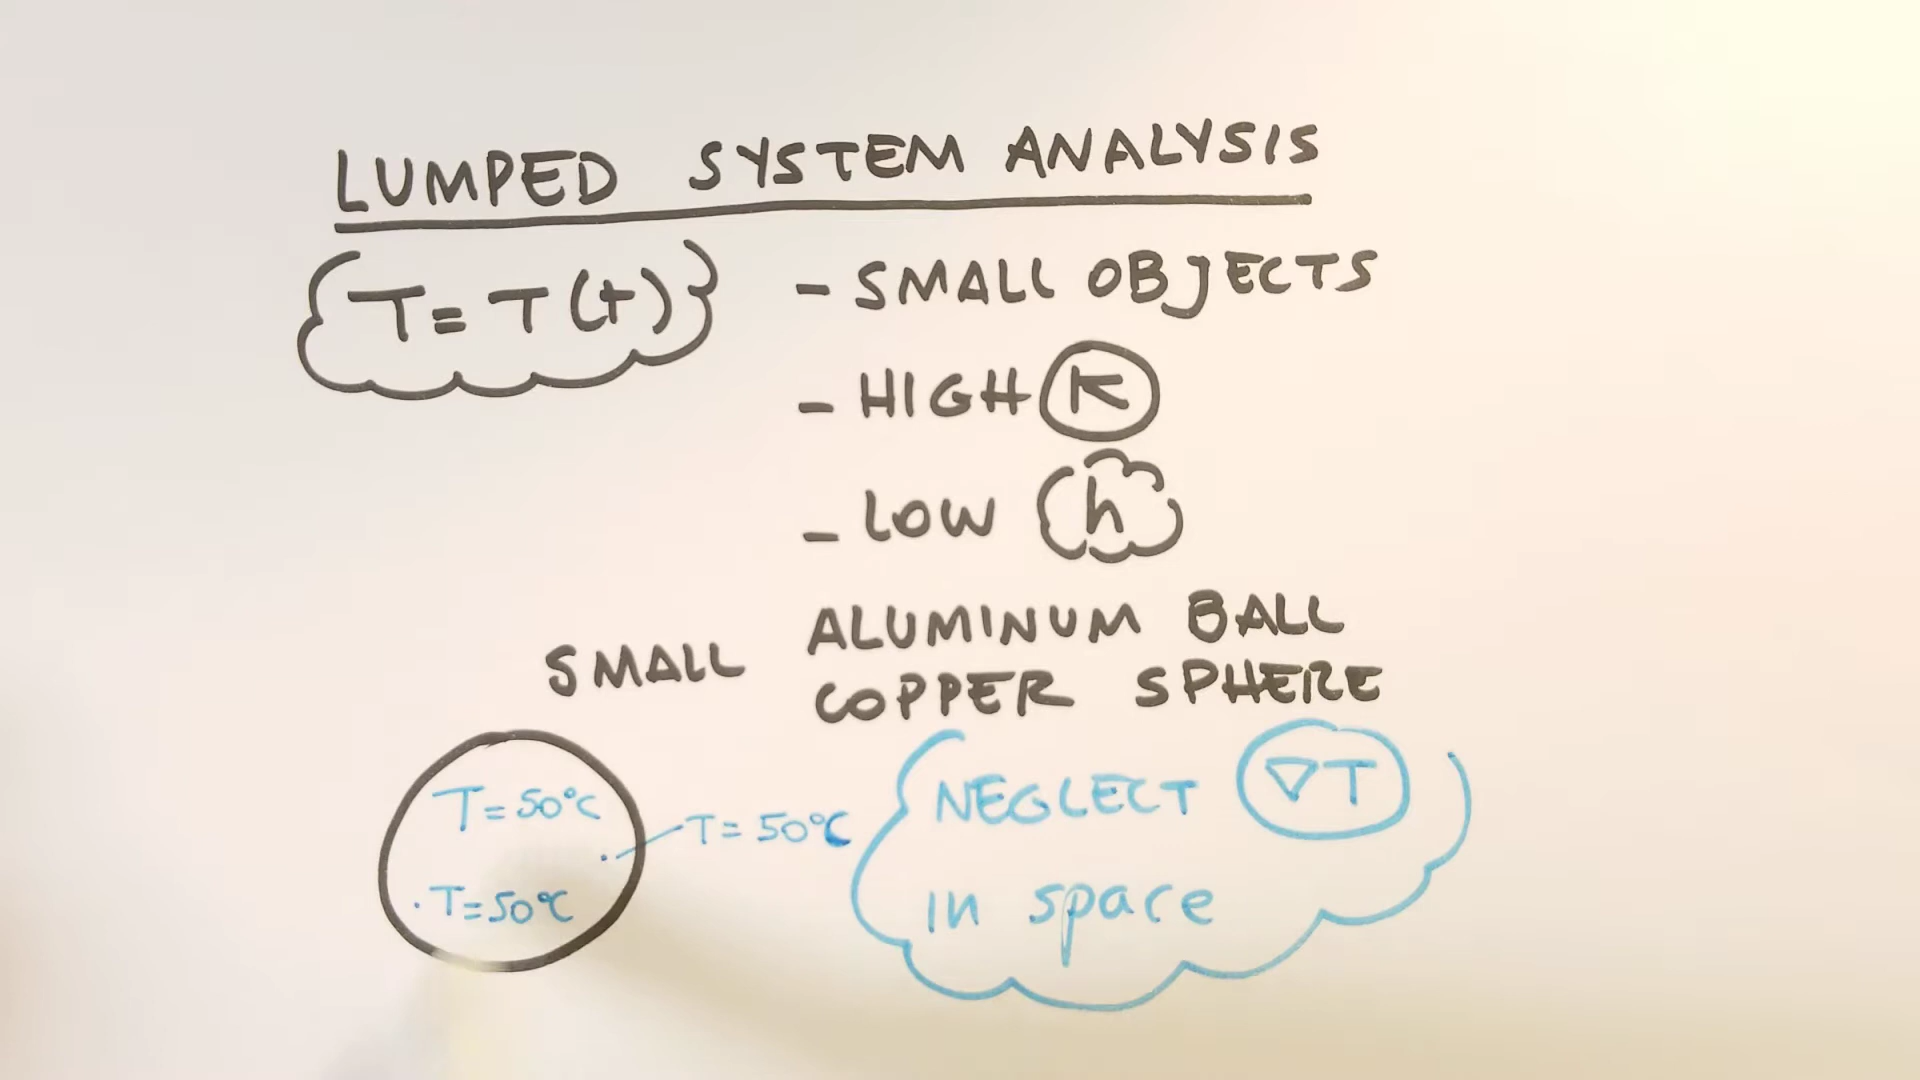 LUMPED SYSTEM ANALYSIS
T = T(t)
- SMALL OBJECTS
- HIGH K
- LOW h
SMALL ALUMINUM BALL
COPPER SPHERE
T=50°C
T=50°C
.T=50°C
NEGLECT ∇T
in space